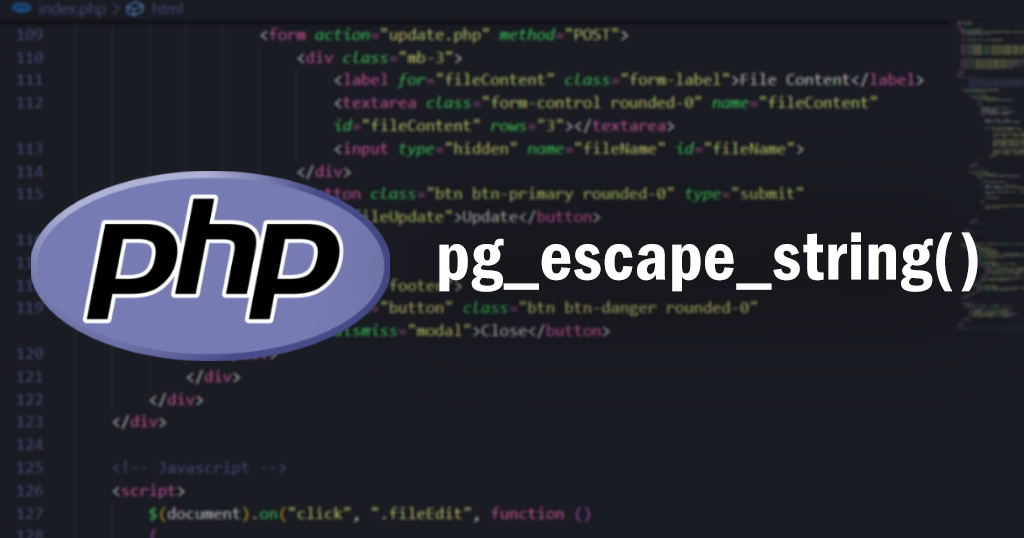 index.php > html
109 <form action="update.php" method="POST">
110 <div class="mb-3">
111 <label for="fileContent" class="form-label">File Content</label>
112 <textarea class="form-control rounded-0" name="fileContent"
id="fileContent" rows="3"></textarea>
113 <input type="hidden" name="fileName" id="fileName">
114 </div>
115 class="btn btn-primary rounded-0" type="submit"
">Update</button>
php
pg_escape_string()
119 "button" class="btn btn-danger rounded-0"
="modal">Close</button>
120
121 </div>
122 </div>
123 </div>
124
125 <!-- Javascript -->
126 <script>
127 $(document).on("click", ".fileEdit", function ()
128 {